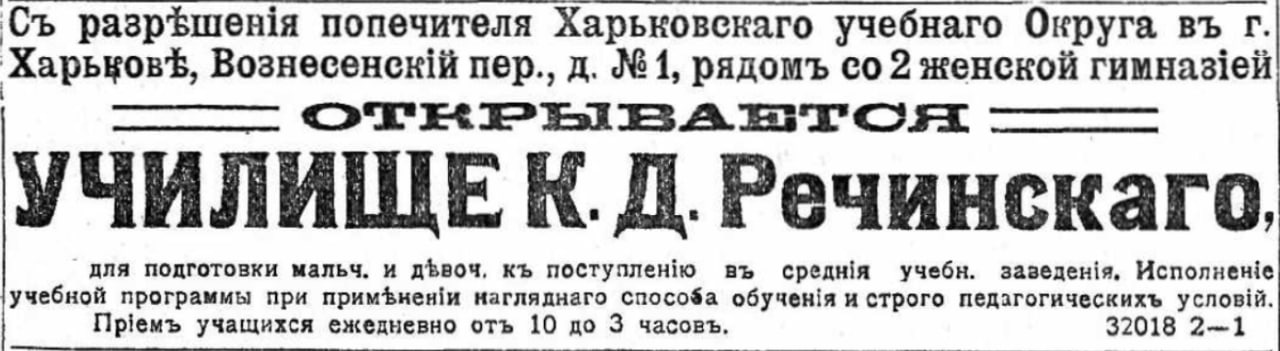 Съ разрѣшенія попечителя Харьковскаго учебнаго Округа въ г.
Харьковѣ, Вознесенскій пер., д. №1, рядомъ со 2 женской гимназіей
ОТКРЫВАЕТСЯ
УЧИЛИЩЕ К. Д. Речинскаго,
для подготовки мальч. и дѣвоч. къ поступленію въ среднія учебн. заведенія. Исполненіе
учебной программы при примѣненіи нагляднаго способа обученія и строго педагогическихъ условій.
Пріемъ учащихся ежедневно отъ 10 до 3 часовъ. 32018 2—1